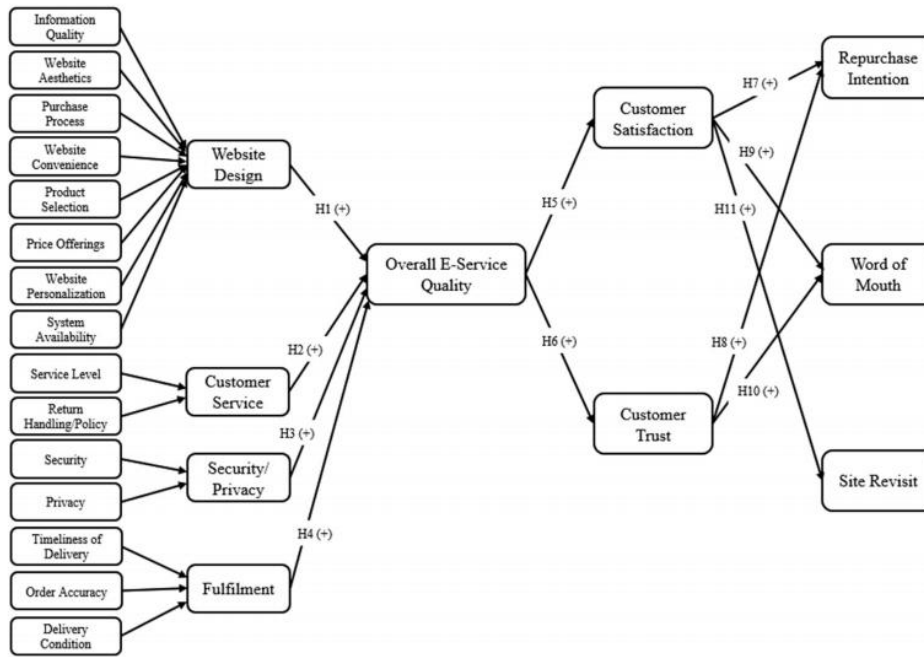 Information
Quality
Website
Aesthetics
Purchase
Process
Website
Convenience
Product
Selection
Price Offerings
Website
Personalization
System
Availability
Service Level
Return
Handling/Policy
Security
Privacy
Timeliness of
Delivery
Order Accuracy
Delivery
Condition
Website
Design
Customer
Service
Security/
Privacy
Fulfilment
H1 (+)
H2 (+)
H3 (+)
H4 (+)
Overall E-Service
Quality
H5 (+)
H6 (+)
Customer
Satisfaction
Customer
Trust
H7 (+)
H9 (+)
H11 (+)
H8 (+)
H10 (+)
Repurchase
Intention
Word of
Mouth
Site Revisit